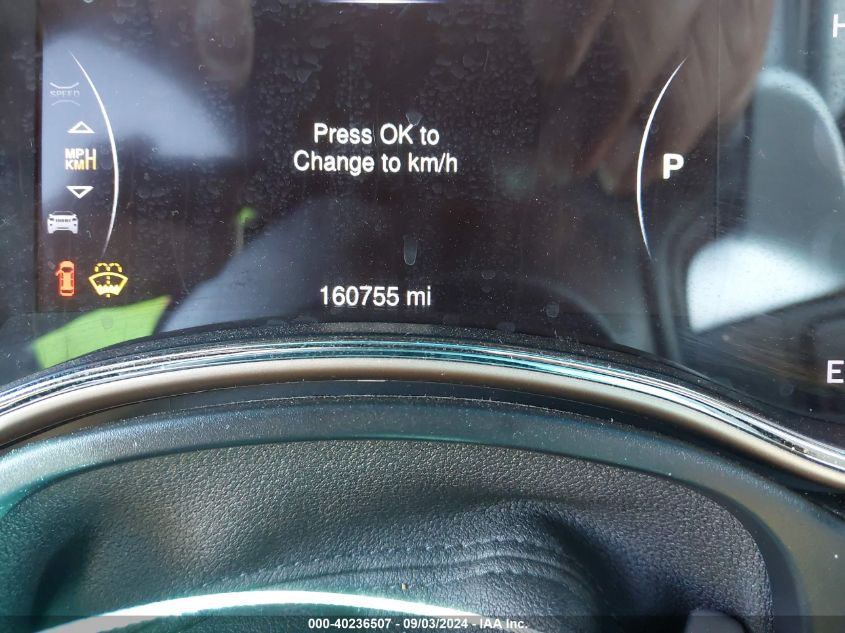 H
SPEED
Press OK to
MPH
KMH
Change to km/h
P
160755 mi
E
000-40236507 - 09/03/2024 - IAA Inc.